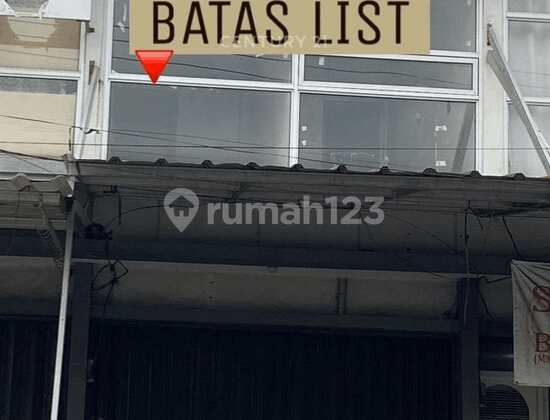 BATAS LIST
CENTURY 21
rumah123
S
B